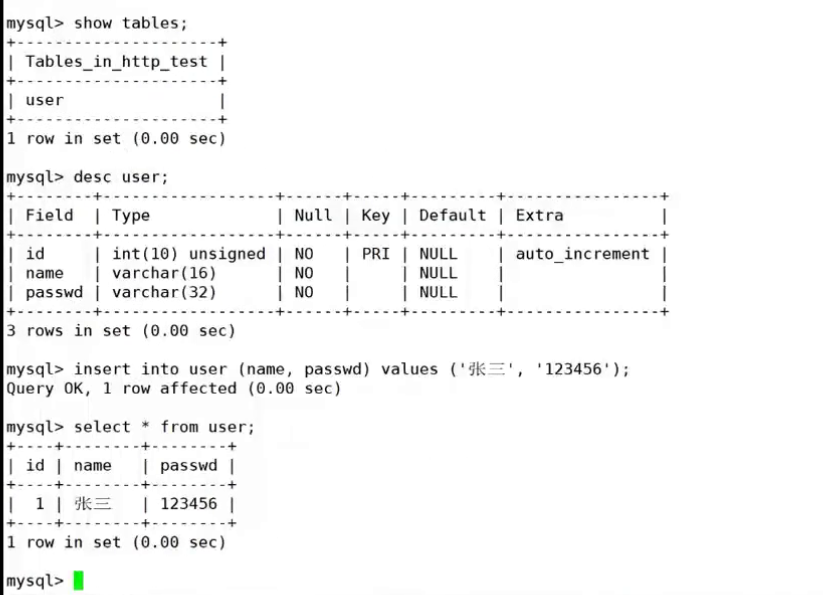 mysql> show tables;
+---------------------+
| Tables_in_http_test |
+---------------------+
| user                |
+---------------------+
1 row in set (0.00 sec)
mysql> desc user;
+--------+------------------+------+-----+---------+----------------+
| Field  | Type             | Null | Key | Default | Extra          |
+--------+------------------+------+-----+---------+----------------+
| id     | int(10) unsigned | NO   | PRI | NULL    | auto_increment |
| name   | varchar(16)      | NO   |     | NULL    |                |
| passwd | varchar(32)      | NO   |     | NULL    |                |
+--------+------------------+------+-----+---------+----------------+
3 rows in set (0.00 sec)
mysql> insert into user (name, passwd) values ('张三', '123456');
Query OK, 1 row affected (0.00 sec)
mysql> select * from user;
+----+--------+--------+
| id | name   | passwd |
+----+--------+--------+
|  1 | 张三   | 123456 |
+----+--------+--------+
1 row in set (0.00 sec)
mysql>